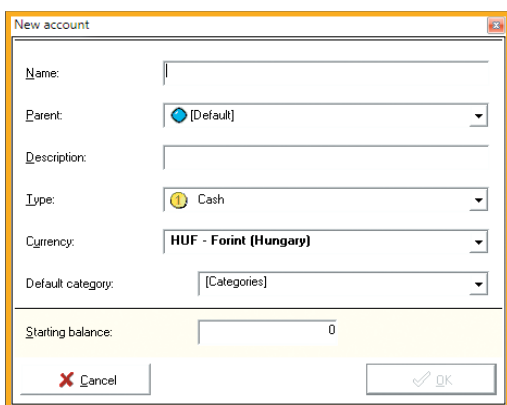 New account
Name:
Parent: [Default]
Description:
Type: 1 Cash
Currency: HUF - Forint (Hungary)
Default category: [Categories]
Starting balance: 0
Cancel OK